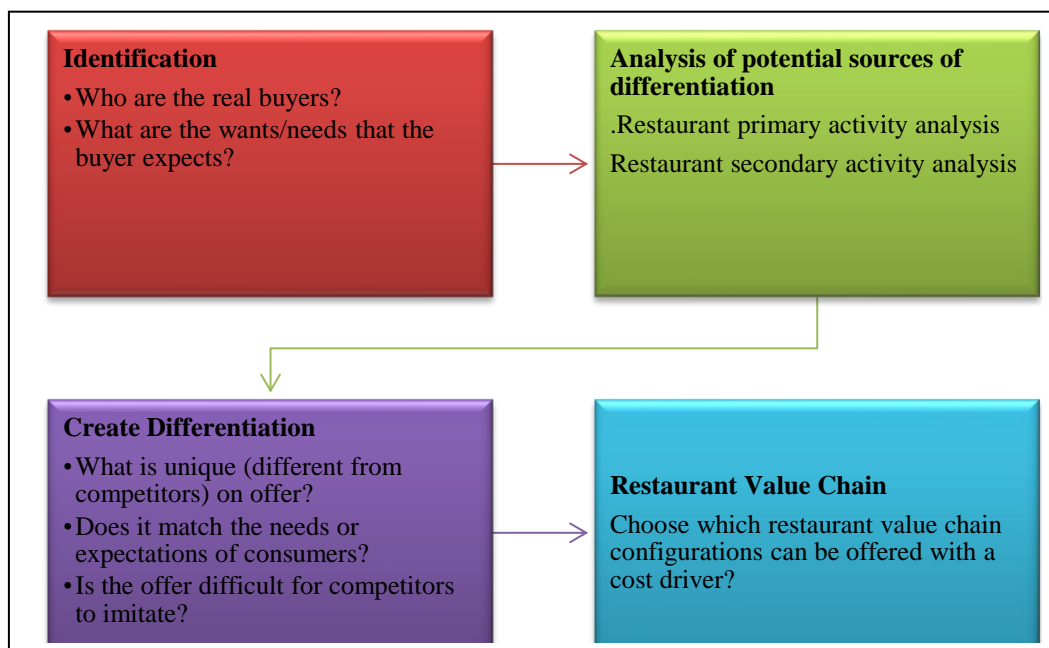 Identification
•Who are the real buyers?
•What are the wants/needs that the
buyer expects?
Analysis of potential sources of
differentiation
.Restaurant primary activity analysis
Restaurant secondary activity analysis
Create Differentiation
•What is unique (different from
competitors) on offer?
•Does it match the needs or
expectations of consumers?
•Is the offer difficult for competitors
to imitate?
Restaurant Value Chain
Choose which restaurant value chain
configurations can be offered with a
cost driver?